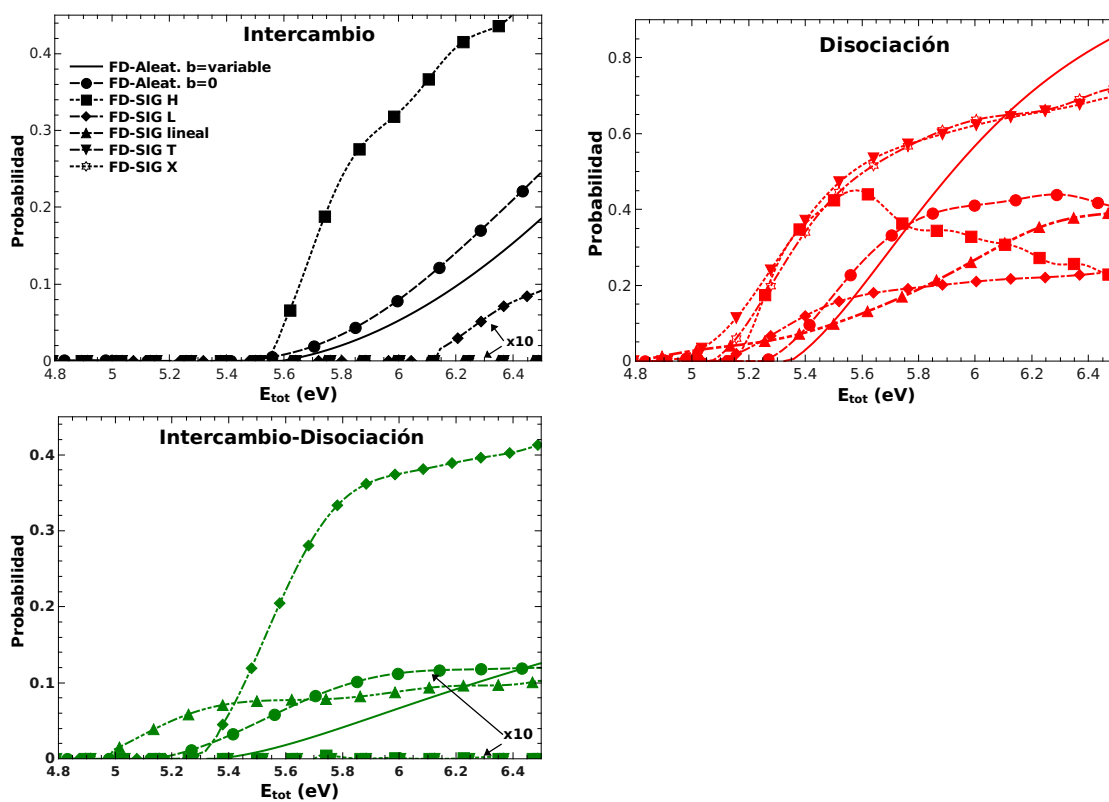 Intercambio
FD-Aleat. b=variable
FD-Aleat. b=0
FD-SIG H
FD-SIG L
FD-SIG lineal
FD-SIG T
FD-SIG X
x10
Probabilidad
0
0.1
0.2
0.3
0.4
4.8
5
5.2
5.4
5.6
5.8
6
6.2
6.4
E_tot (eV)
Disociación
Probabilidad
0
0.2
0.4
0.6
0.8
4.8
5
5.2
5.4
5.6
5.8
6
6.2
6.4
E_tot (eV)
Intercambio-Disociación
x10
Probabilidad
0
0.1
0.2
0.3
0.4
4.8
5
5.2
5.4
5.6
5.8
6
6.2
6.4
E_tot (eV)